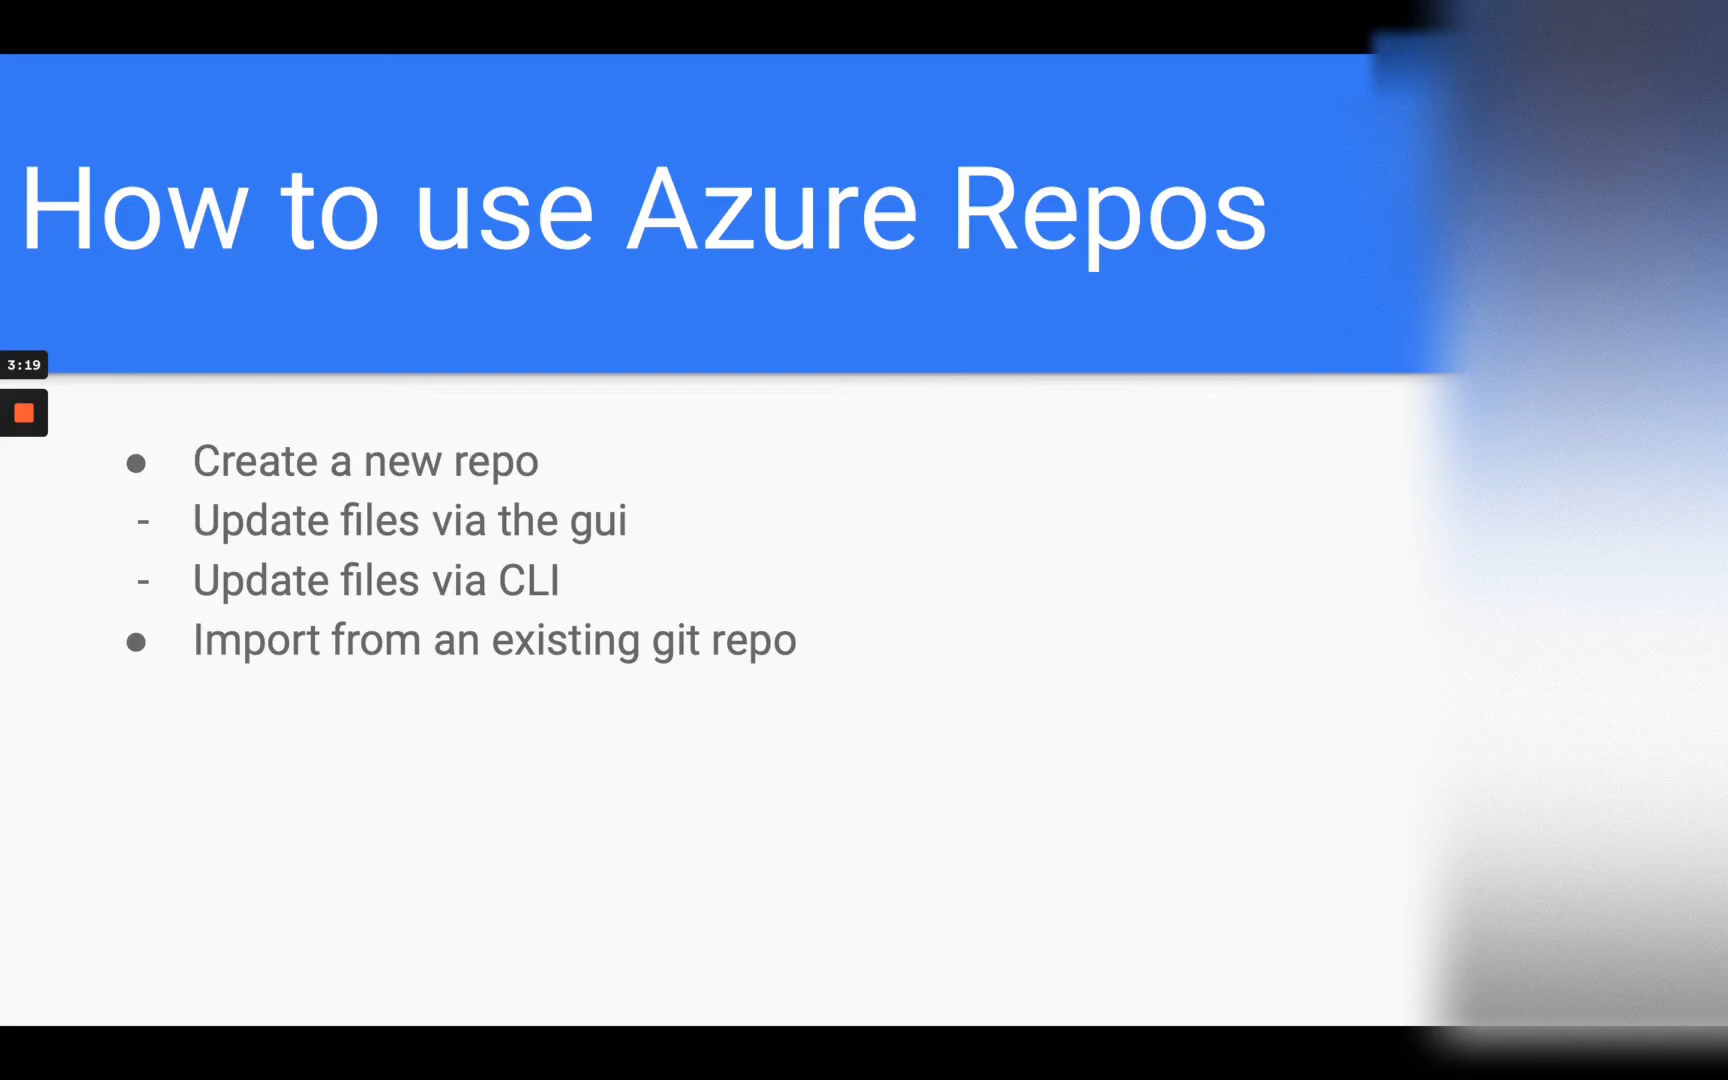 How to use Azure Repos
3:19
● Create a new repo
- Update files via the gui
- Update files via CLI
● Import from an existing git repo